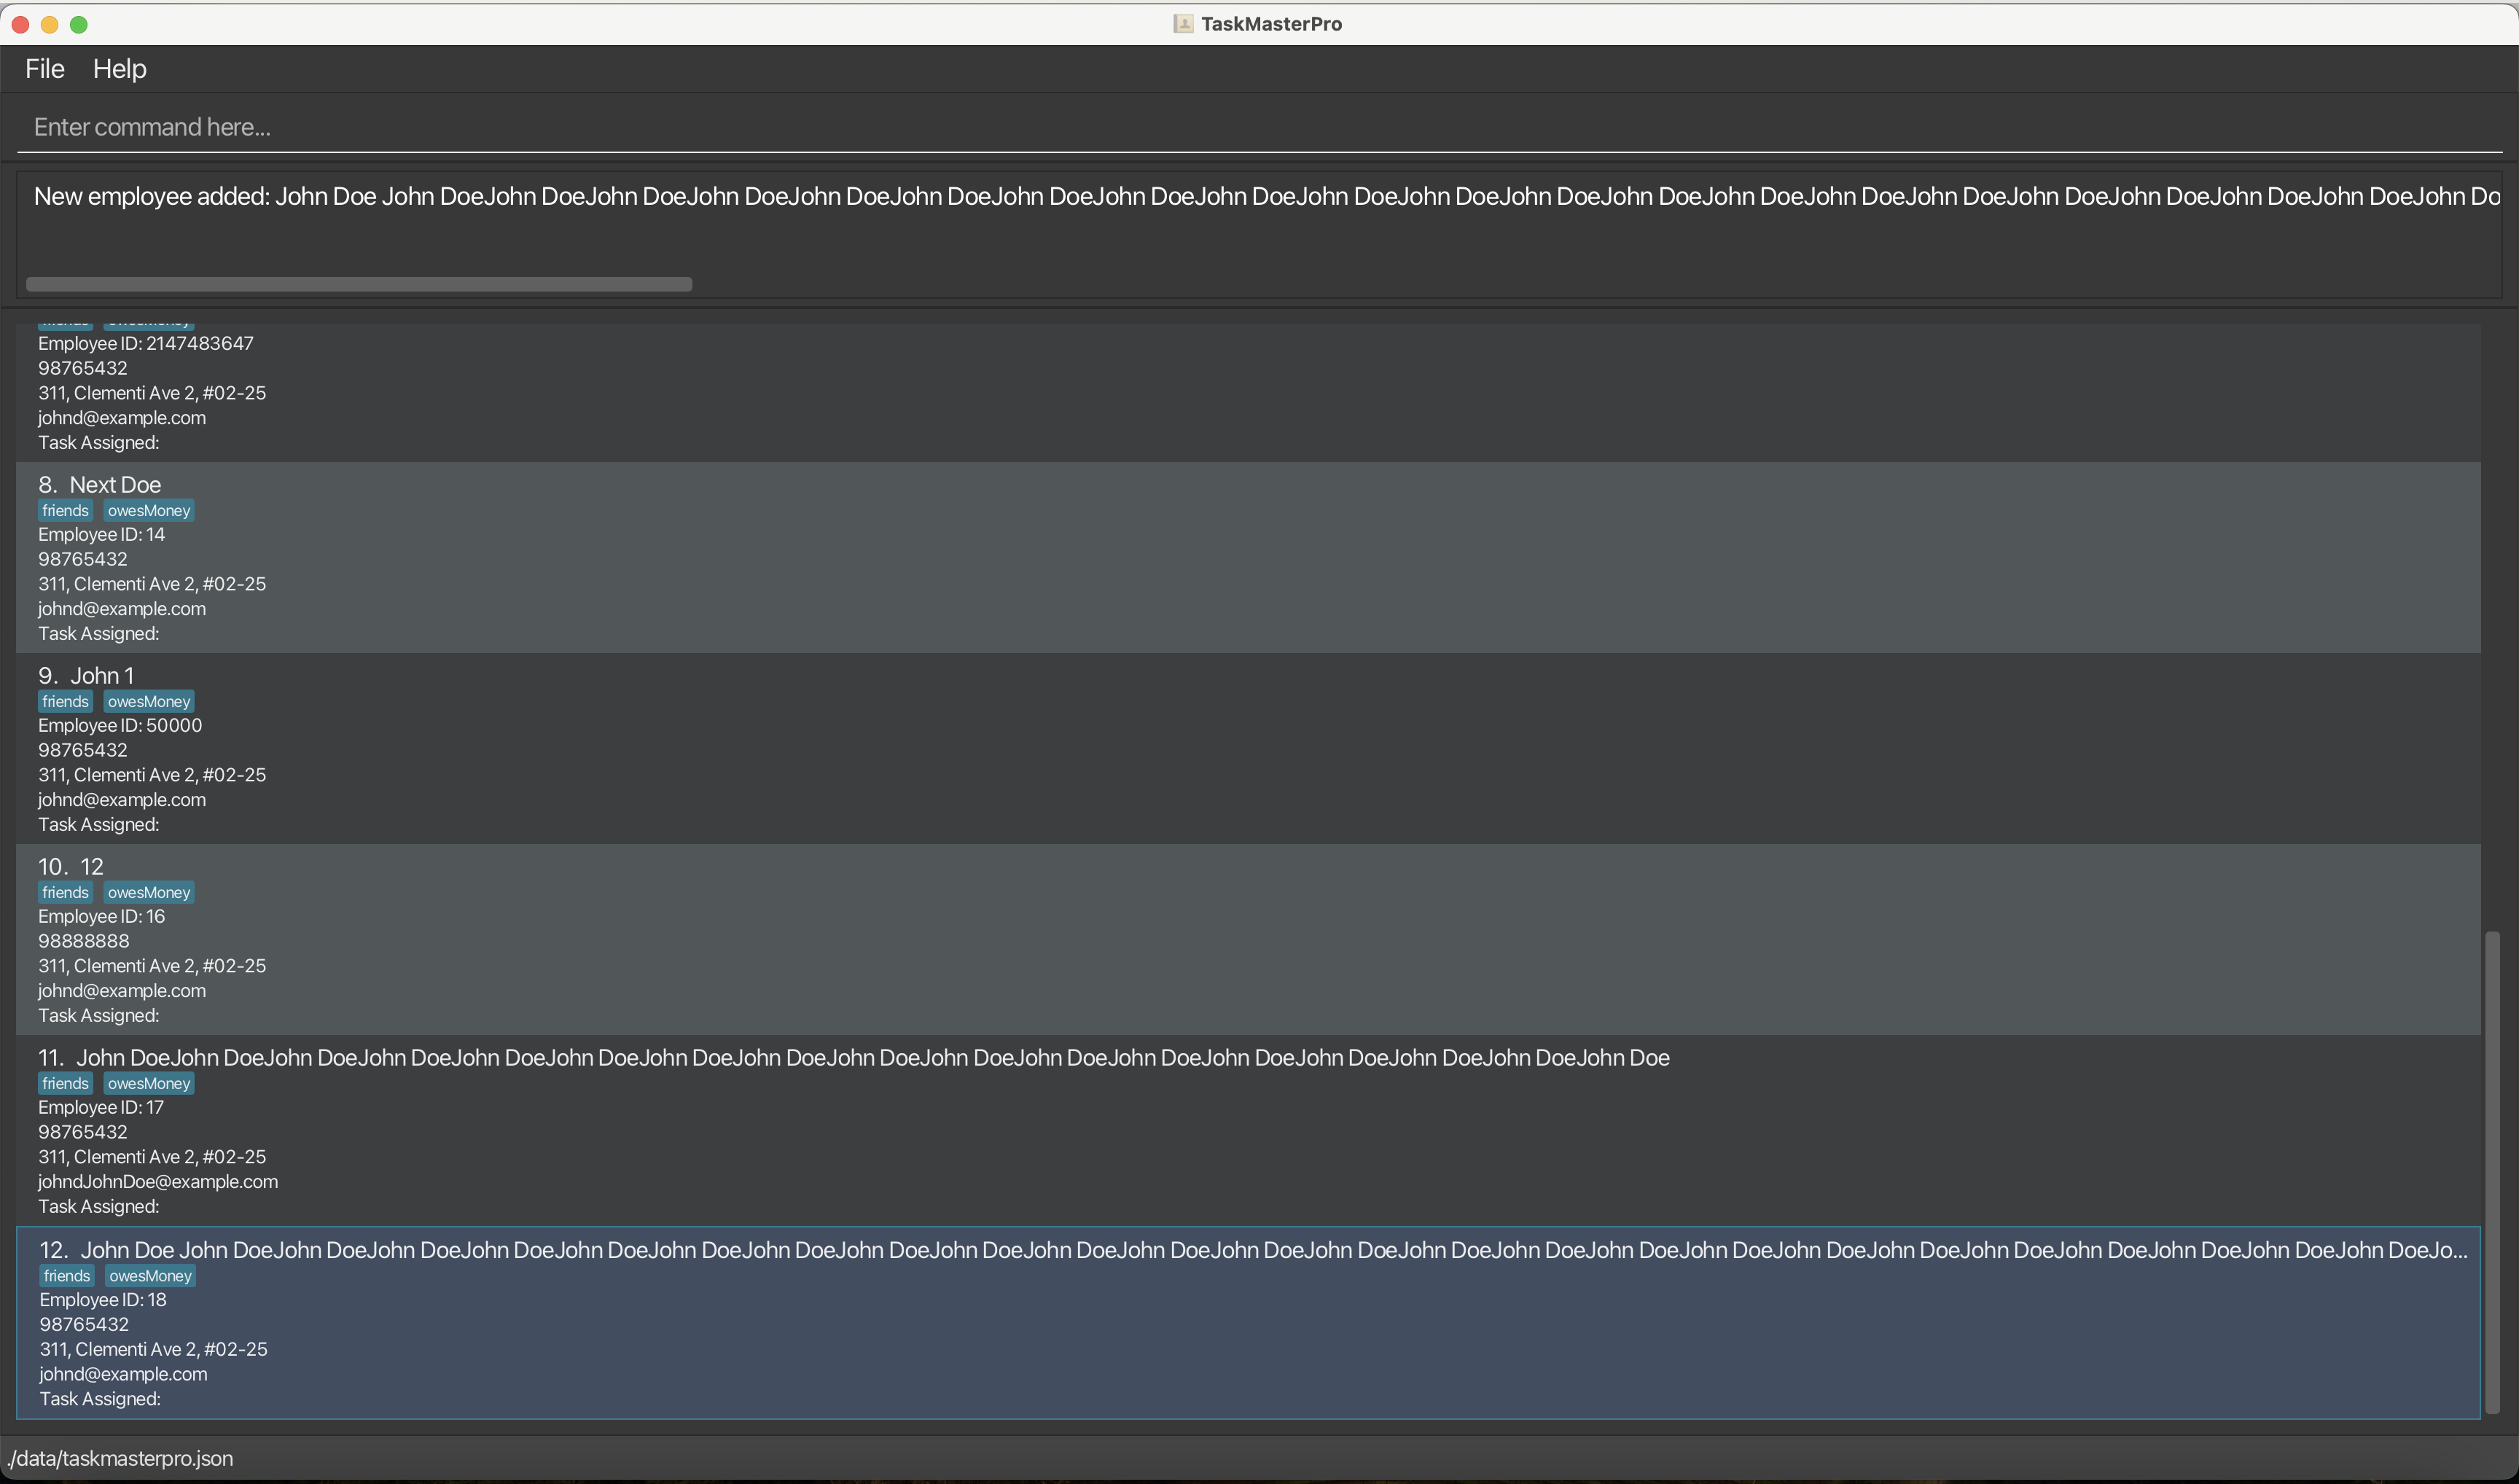 TaskMasterPro
File Help
Enter command here...
New employee added: John Doe John DoeJohn DoeJohn DoeJohn DoeJohn DoeJohn DoeJohn DoeJohn DoeJohn DoeJohn DoeJohn DoeJohn DoeJohn DoeJohn DoeJohn DoeJohn DoeJohn DoeJohn DoeJohn DoeJohn DoeJohn Do
friends owesMoney
Employee ID: 2147483647
98765432
311, Clementi Ave 2, #02-25
johnd@example.com
Task Assigned:
8. Next Doe
friends owesMoney
Employee ID: 14
98765432
311, Clementi Ave 2, #02-25
johnd@example.com
Task Assigned:
9. John 1
friends owesMoney
Employee ID: 50000
98765432
311, Clementi Ave 2, #02-25
johnd@example.com
Task Assigned:
10. 12
friends owesMoney
Employee ID: 16
98888888
311, Clementi Ave 2, #02-25
johnd@example.com
Task Assigned:
11. John DoeJohn DoeJohn DoeJohn DoeJohn DoeJohn DoeJohn DoeJohn DoeJohn DoeJohn DoeJohn DoeJohn DoeJohn DoeJohn DoeJohn DoeJohn DoeJohn Doe
friends owesMoney
Employee ID: 17
98765432
311, Clementi Ave 2, #02-25
johndJohnDoe@example.com
Task Assigned:
12. John Doe John DoeJohn DoeJohn DoeJohn DoeJohn DoeJohn DoeJohn DoeJohn DoeJohn DoeJohn DoeJohn DoeJohn DoeJohn DoeJohn DoeJohn DoeJohn DoeJohn DoeJohn DoeJohn DoeJohn DoeJohn DoeJohn DoeJohn DoeJohn DoeJo...
friends owesMoney
Employee ID: 18
98765432
311, Clementi Ave 2, #02-25
johnd@example.com
Task Assigned:
./data/taskmasterpro.json